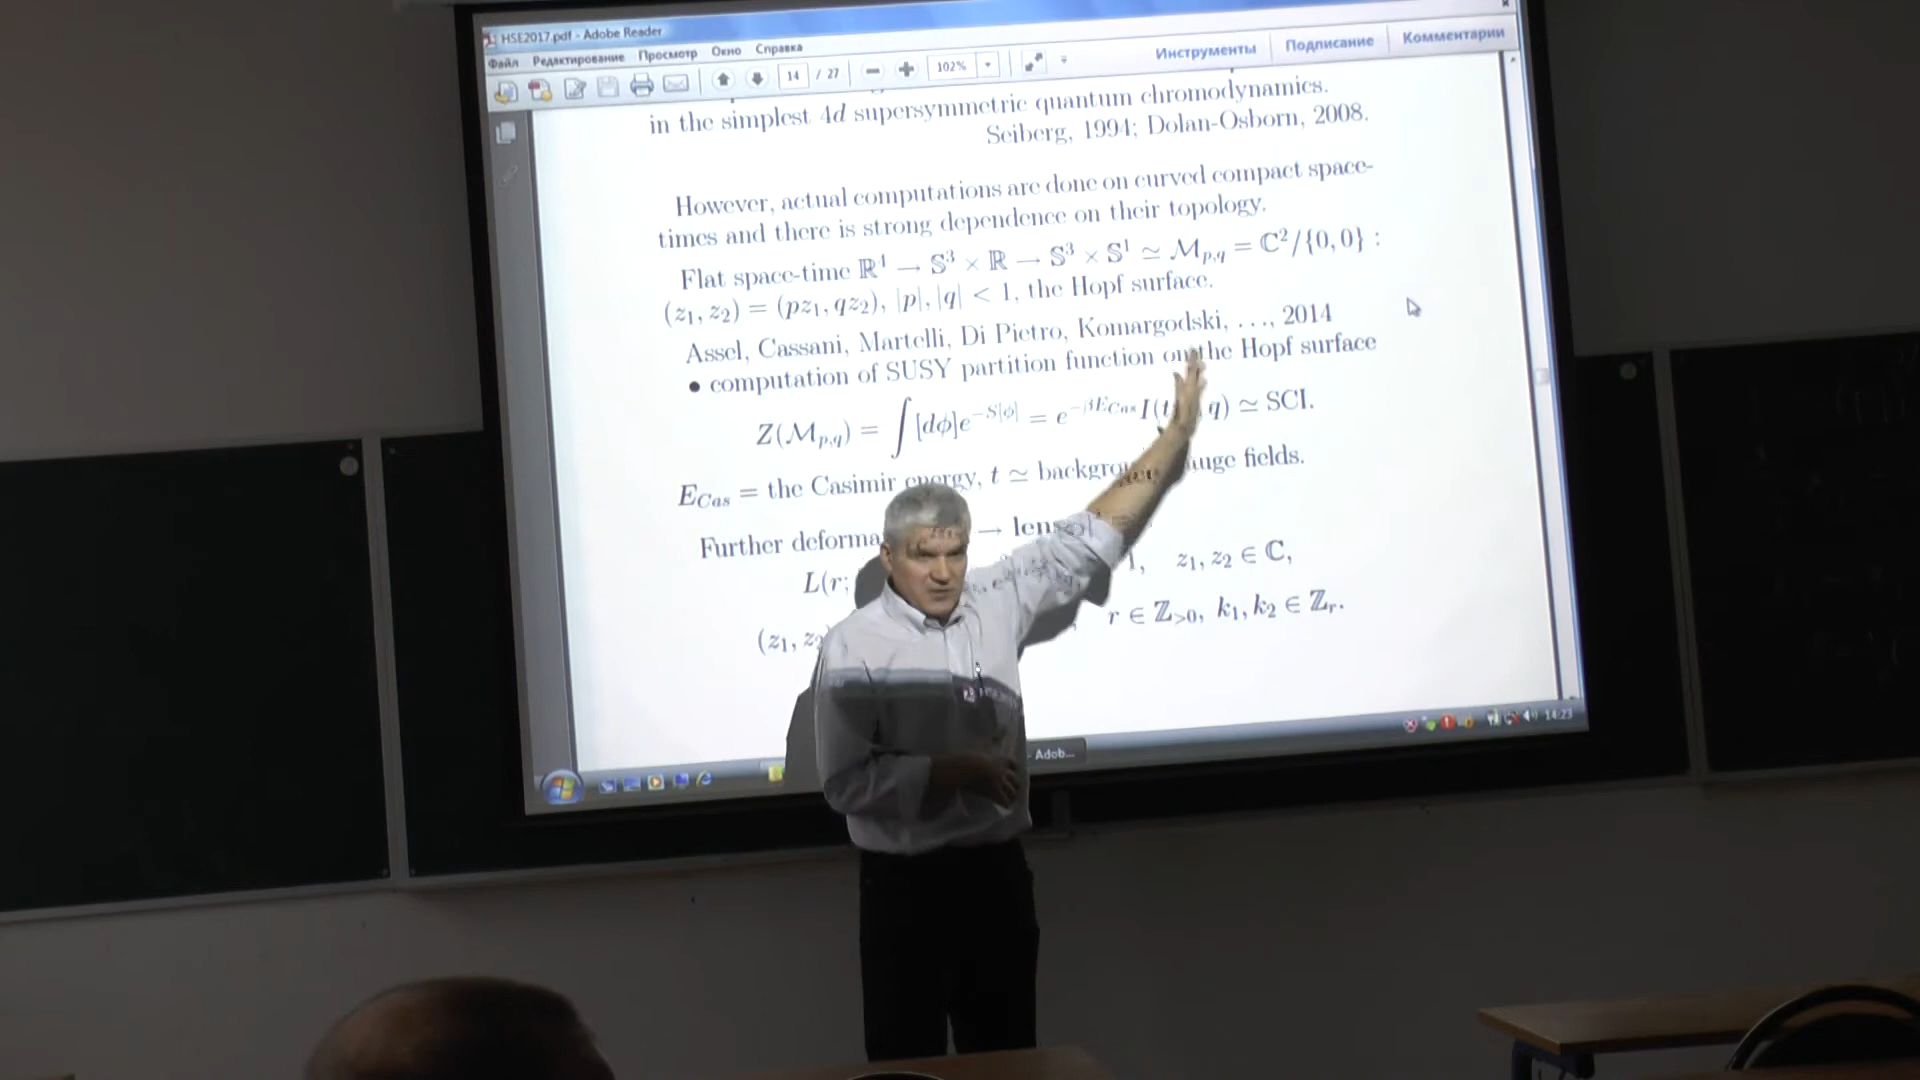 HSE2017.pdf - Adobe Reader
Файл Редактирование Просмотр Окно Справка
14 / 27 102% Инструменты Подписание Комментарии
in the simplest 4d supersymmetric quantum chromodynamics.
Seiberg, 1994; Dolan-Osborn, 2008.
However, actual computations are done on curved compact space-
times and there is strong dependence on their topology.
Flat space-time ℝ⁴ → 𝕊³ × ℝ → 𝕊³ × 𝕊¹ ≃ ℳ_{p,q} = ℂ²/{0,0} :
(z₁, z₂) = (pz₁, qz₂), |p|, |q| < 1, the Hopf surface.
Assel, Cassani, Martelli, Di Pietro, Komargodski, …, 2014
• computation of SUSY partition function on the Hopf surface
Z(ℳ_{p,q}) = ∫[dϕ]e^{−S[ϕ]} = e^{−βE_{Cas}} I(t q) ≃ SCI.
E_{Cas} = the Casimir energy, t ≃ fields.
Further → lens
L(r; 1, z₁, z₂ ∈ ℂ,
(z₁, z₂ r ∈ ℤ_{>0}, k₁, k₂ ∈ ℤ_r.
- Adob...
14:23